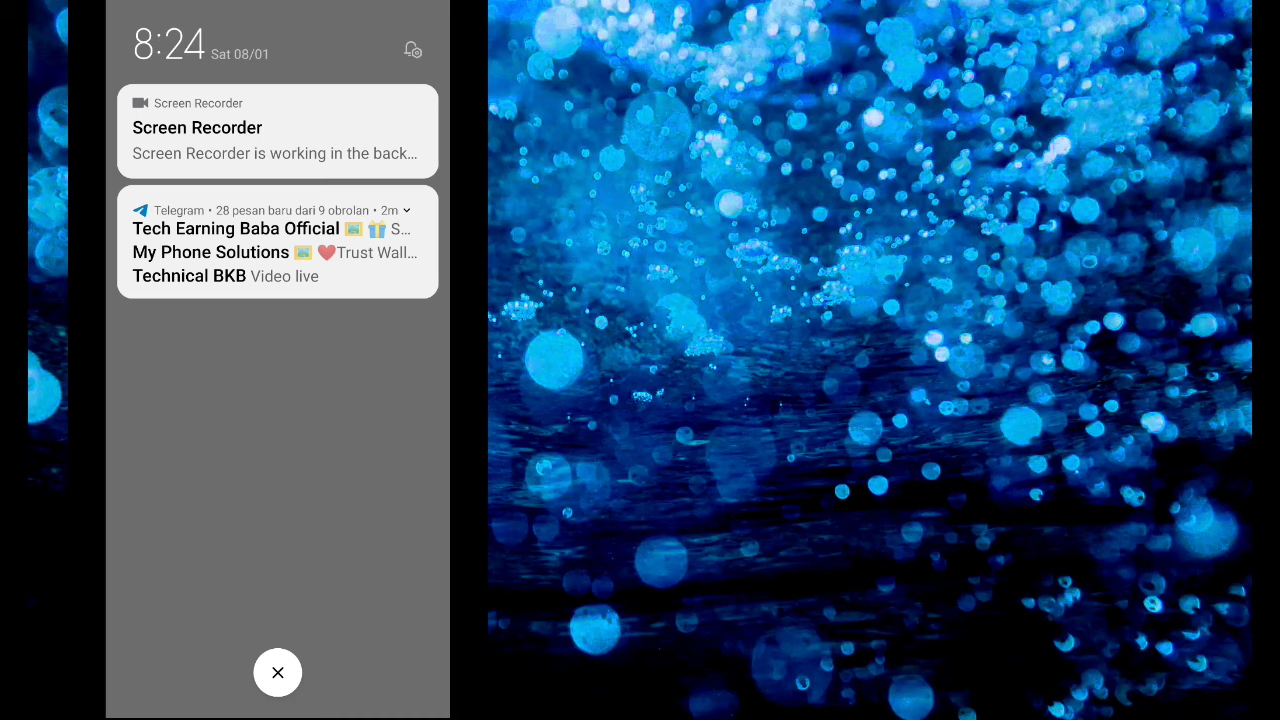 8:24 Sat 08/01
Screen Recorder
Screen Recorder
Screen Recorder is working in the back...
Telegram • 28 pesan baru dari 9 obrolan • 2m
Tech Earning Baba Official 🖼️ 🎁 S...
My Phone Solutions 🖼️ ❤️Trust Wall...
Technical BKB Video live